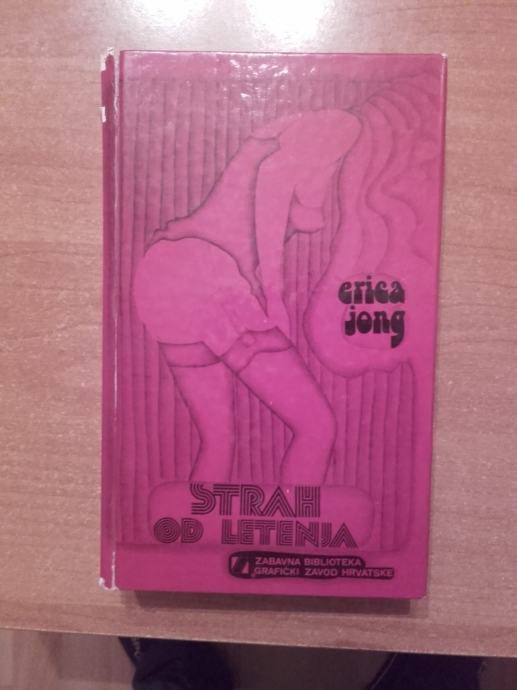 erica
jong
STRAH
OD LETENJA
ZABAVNA BIBLIOTEKA
GRAFIČKI ZAVOD HRVATSKE